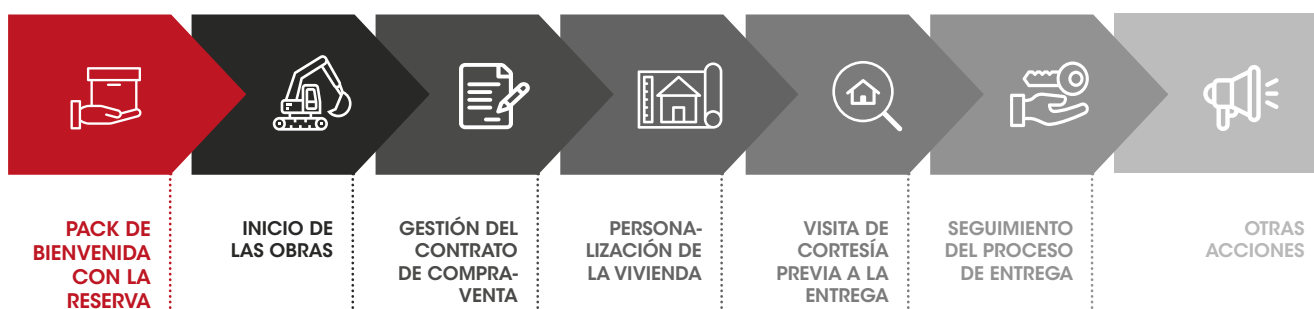 PACK DE
BIENVENIDA
CON LA
RESERVA
INICIO DE
LAS OBRAS
GESTIÓN DEL
CONTRATO
DE COMPRA-
VENTA
PERSONA-
LIZACIÓN DE
LA VIVIENDA
VISITA DE
CORTESÍA
PREVIA A LA
ENTREGA
SEGUIMIENTO
DEL PROCESO
DE ENTREGA
OTRAS
ACCIONES